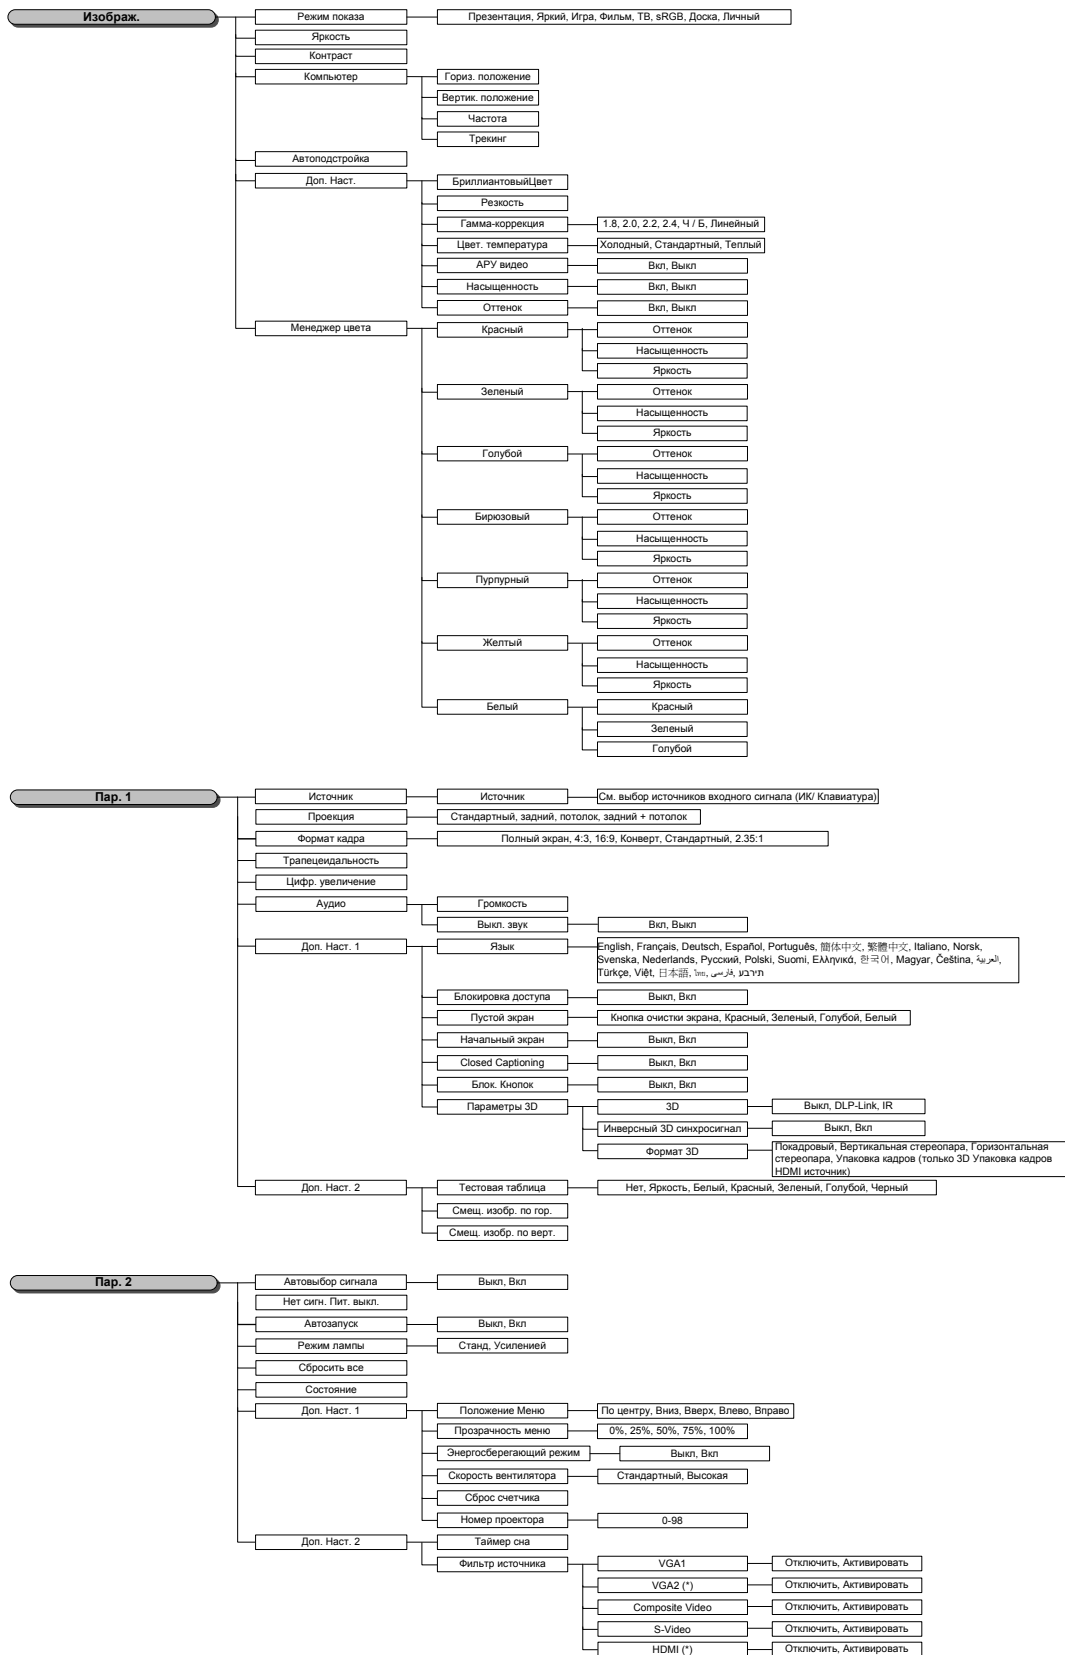 Изображ.
Режим показа
Презентация, Яркий, Игра, Фильм, ТВ, sRGB, Доска, Личный
Яркость
Контраст
Компьютер
Гориз. положение
Вертик. положение
Частота
Трекинг
Автоподстройка
Доп. Наст.
БриллиантовыйЦвет
Резкость
Гамма-коррекция
1.8, 2.0, 2.2, 2.4, Ч / Б, Линейный
Цвет. температура
Холодный, Стандартный, Теплый
АРУ видео
Вкл, Выкл
Насыщенность
Вкл, Выкл
Оттенок
Вкл, Выкл
Менеджер цвета
Красный
Оттенок
Насыщенность
Яркость
Зеленый
Оттенок
Насыщенность
Яркость
Голубой
Оттенок
Насыщенность
Яркость
Бирюзовый
Оттенок
Насыщенность
Яркость
Пурпурный
Оттенок
Насыщенность
Яркость
Желтый
Оттенок
Насыщенность
Яркость
Белый
Красный
Зеленый
Голубой
Пар. 1
Источник
Источник
См. выбор источников входного сигнала (ИК/ Клавиатура)
Проекция
Стандартный, задний, потолок, задний + потолок
Формат кадра
Полный экран, 4:3, 16:9, Конверт, Стандартный, 2.35:1
Трапецеидальность
Цифр. увеличение
Аудио
Громкость
Выкл. звук
Вкл, Выкл
Доп. Наст. 1
Язык
English, Français, Deutsch, Español, Português, 簡体中文, 繁體中文, Italiano, Norsk,
Svenska, Nederlands, Русский, Polski, Suomi, Ελληνικά, 한국어, Magyar, Čeština, العربية,
Türkçe, Việt, 日本語, ไทย, فارسی, תירבע
Блокировка доступа
Выкл, Вкл
Пустой экран
Кнопка очистки экрана, Красный, Зеленый, Голубой, Белый
Начальный экран
Выкл, Вкл
Closed Captioning
Выкл, Вкл
Блок. Кнопок
Выкл, Вкл
Параметры 3D
3D
Выкл, DLP-Link, IR
Инверсный 3D синхросигнал
Выкл, Вкл
Формат 3D
Покадровый, Вертикальная стереопара, Горизонтальная
стереопара, Упаковка кадров (только 3D Упаковка кадров
HDMI источник)
Доп. Наст. 2
Тестовая таблица
Нет, Яркость, Белый, Красный, Зеленый, Голубой, Черный
Смещ. изобр. по гор.
Смещ. изобр. по верт.
Пар. 2
Автовыбор сигнала
Выкл, Вкл
Нет сигн. Пит. выкл.
Автозапуск
Выкл, Вкл
Режим лампы
Станд, Усиленией
Сбросить все
Состояние
Доп. Наст. 1
Положение Меню
По центру, Вниз, Вверх, Влево, Вправо
Прозрачность меню
0%, 25%, 50%, 75%, 100%
Энергосберегающий режим
Выкл, Вкл
Скорость вентилятора
Стандартный, Высокая
Сброс счетчика
Номер проектора
0-98
Доп. Наст. 2
Таймер сна
Фильтр источника
VGA1
Отключить, Активировать
VGA2 (*)
Отключить, Активировать
Composite Video
Отключить, Активировать
S-Video
Отключить, Активировать
HDMI (*)
Отключить, Активировать